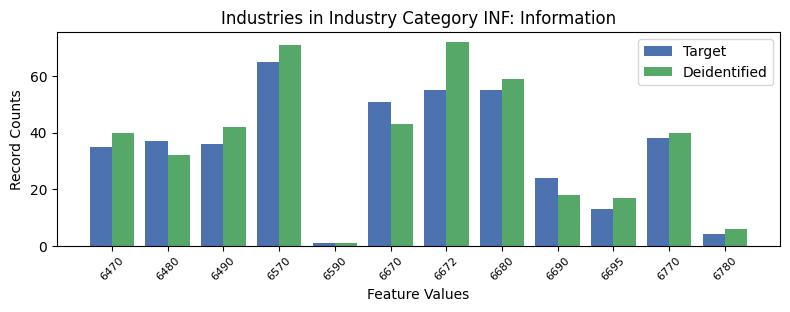 Industries in Industry Category INF: Information
Target
Deidentified
Record Counts
60
40
20
0
6470 6480 6490 6570 6590 6670 6672 6680 6690 6695 6770 6780
Feature Values